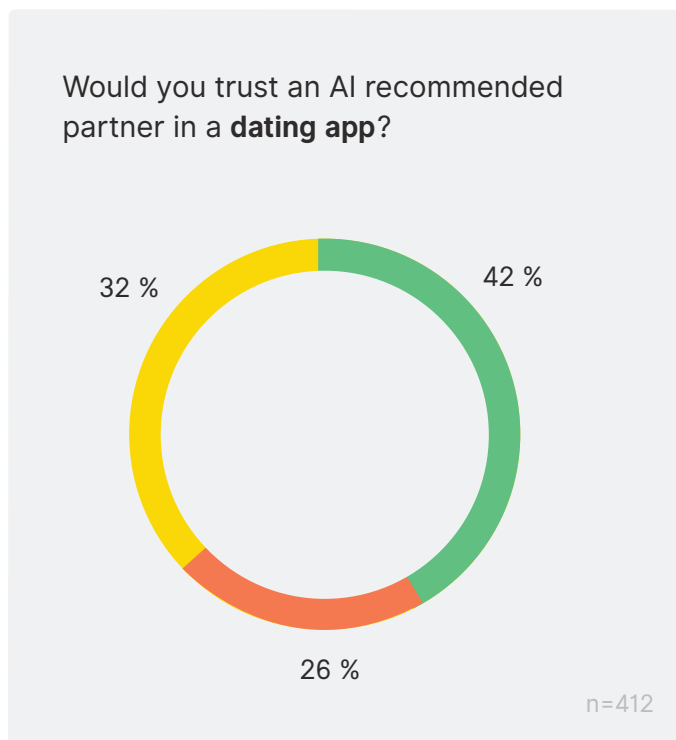 Would you trust an AI recommended
partner in a dating app?
32 %
42 %
26 %
n=412